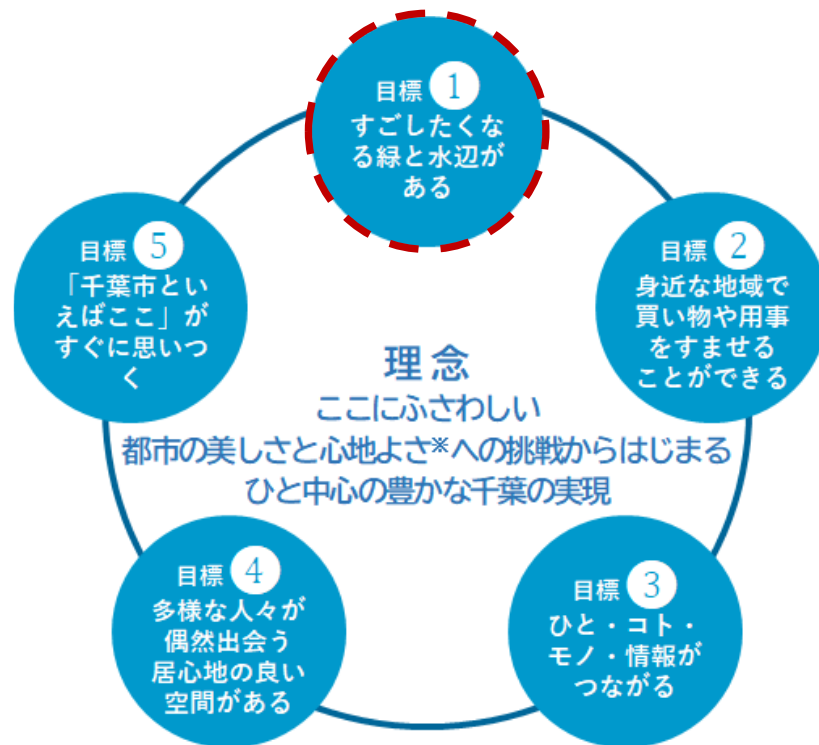 目標 1
すごしたくな
る緑と水辺が
ある
目標 2
身近な地域で
買い物や用事
をすませる
ことができる
目標 3
ひと・コト・
モノ・情報が
つながる
目標 4
多様な人々が
偶然出会う
居心地の良い
空間がある
目標 5
「千葉市とい
えばここ」が
すぐに思いつ
く
理念
ここにふさわしい
都市の美しさと心地よさ※への挑戦からはじまる
ひと中心の豊かな千葉の実現